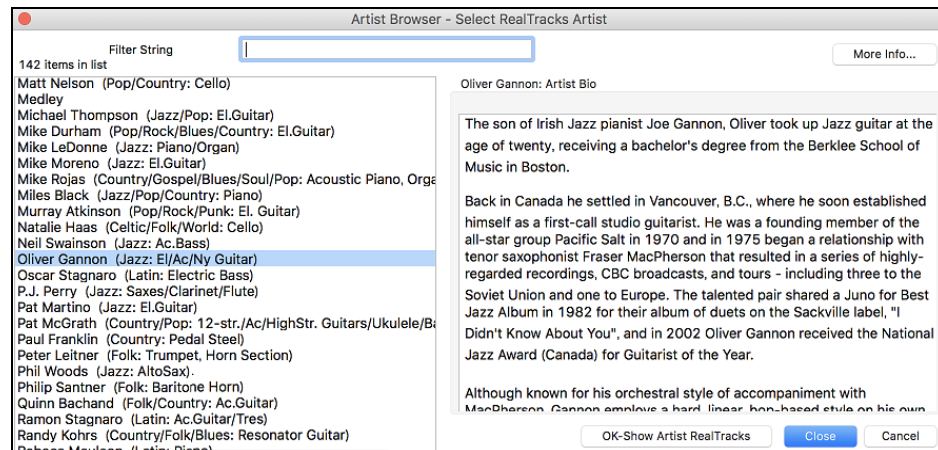 Artist Browser - Select RealTracks Artist
Filter String
142 items in list
More Info...
Matt Nelson (Pop/Country: Cello)
Medley
Michael Thompson (Jazz/Pop: El.Guitar)
Mike Durham (Pop/Rock/Blues/Country: El.Guitar)
Mike LeDonne (Jazz: Piano/Organ)
Mike Moreno (Jazz: El.Guitar)
Mike Rojas (Country/Gospel/Blues/Soul/Pop: Acoustic Piano, Orga
Miles Black (Jazz/Pop/Country: Piano)
Murray Atkinson (Pop/Rock/Punk: El. Guitar)
Natalie Haas (Celtic/Folk/World: Cello)
Neil Swainson (Jazz: Ac.Bass)
Oliver Gannon (Jazz: El/Ac/Ny Guitar)
Oscar Stagnaro (Latin: Electric Bass)
P.J. Perry (Jazz: Saxes/Clarinet/Flute)
Pat Martino (Jazz: El.Guitar)
Pat McGrath (Country/Pop: 12-str./Ac/HighStr. Guitars/Ukulele/Ba
Paul Franklin (Country: Pedal Steel)
Peter Leitner (Folk: Trumpet, Horn Section)
Phil Woods (Jazz: AltoSax).
Philip Santner (Folk: Baritone Horn)
Quinn Bachand (Folk/Country: Ac.Guitar)
Ramon Stagnaro (Latin: Ac.Guitar/Tres)
Randy Kohrs (Country/Folk/Blues: Resonator Guitar)
Oliver Gannon: Artist Bio
The son of Irish Jazz pianist Joe Gannon, Oliver took up Jazz guitar at the
age of twenty, receiving a bachelor's degree from the Berklee School of
Music in Boston.
Back in Canada he settled in Vancouver, B.C., where he soon established
himself as a first-call studio guitarist. He was a founding member of the
all-star group Pacific Salt in 1970 and in 1975 began a relationship with
tenor saxophonist Fraser MacPherson that resulted in a series of highly-
regarded recordings, CBC broadcasts, and tours - including three to the
Soviet Union and one to Europe. The talented pair shared a Juno for Best
Jazz Album in 1982 for their album of duets on the Sackville label, "I
Didn't Know About You", and in 2002 Oliver Gannon received the National
Jazz Award (Canada) for Guitarist of the Year.
Although known for his orchestral style of accompaniment with
MacPherson, Gannon employs a hard, linear, bop-based style on his own
OK-Show Artist RealTracks
Close
Cancel